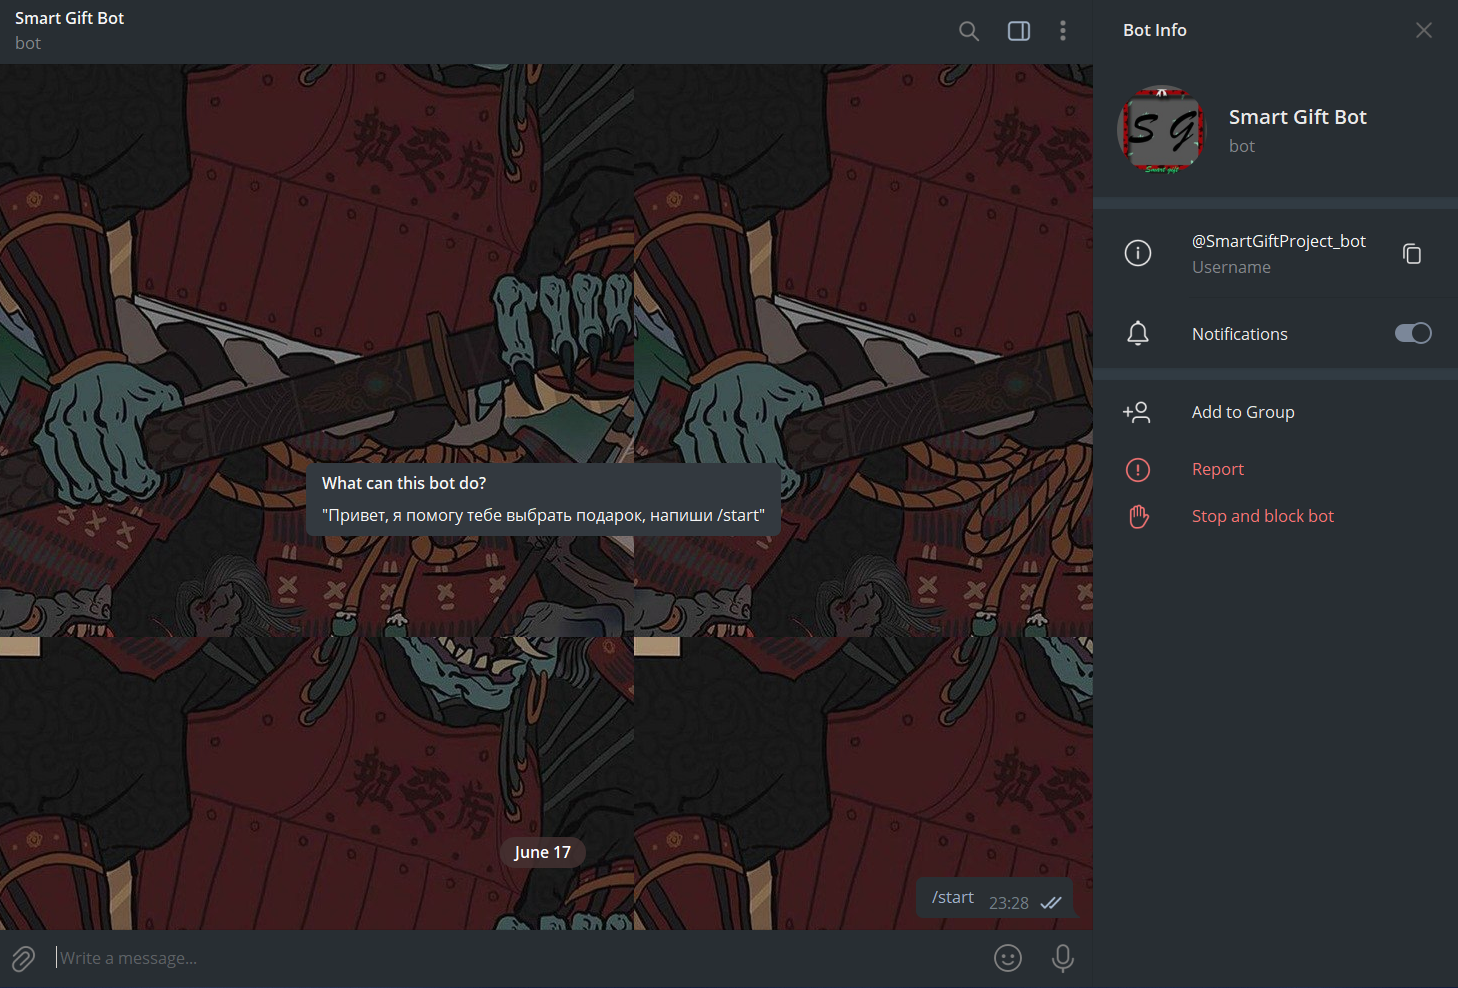 Smart Gift Bot
bot
What can this bot do?
"Привет, я помогу тебе выбрать подарок, напиши /start"
June 17
/start 23:28
Write a message...
Bot Info
S G
Smart gift
Smart Gift Bot
bot
@SmartGiftProject_bot
Username
Notifications
Add to Group
Report
Stop and block bot